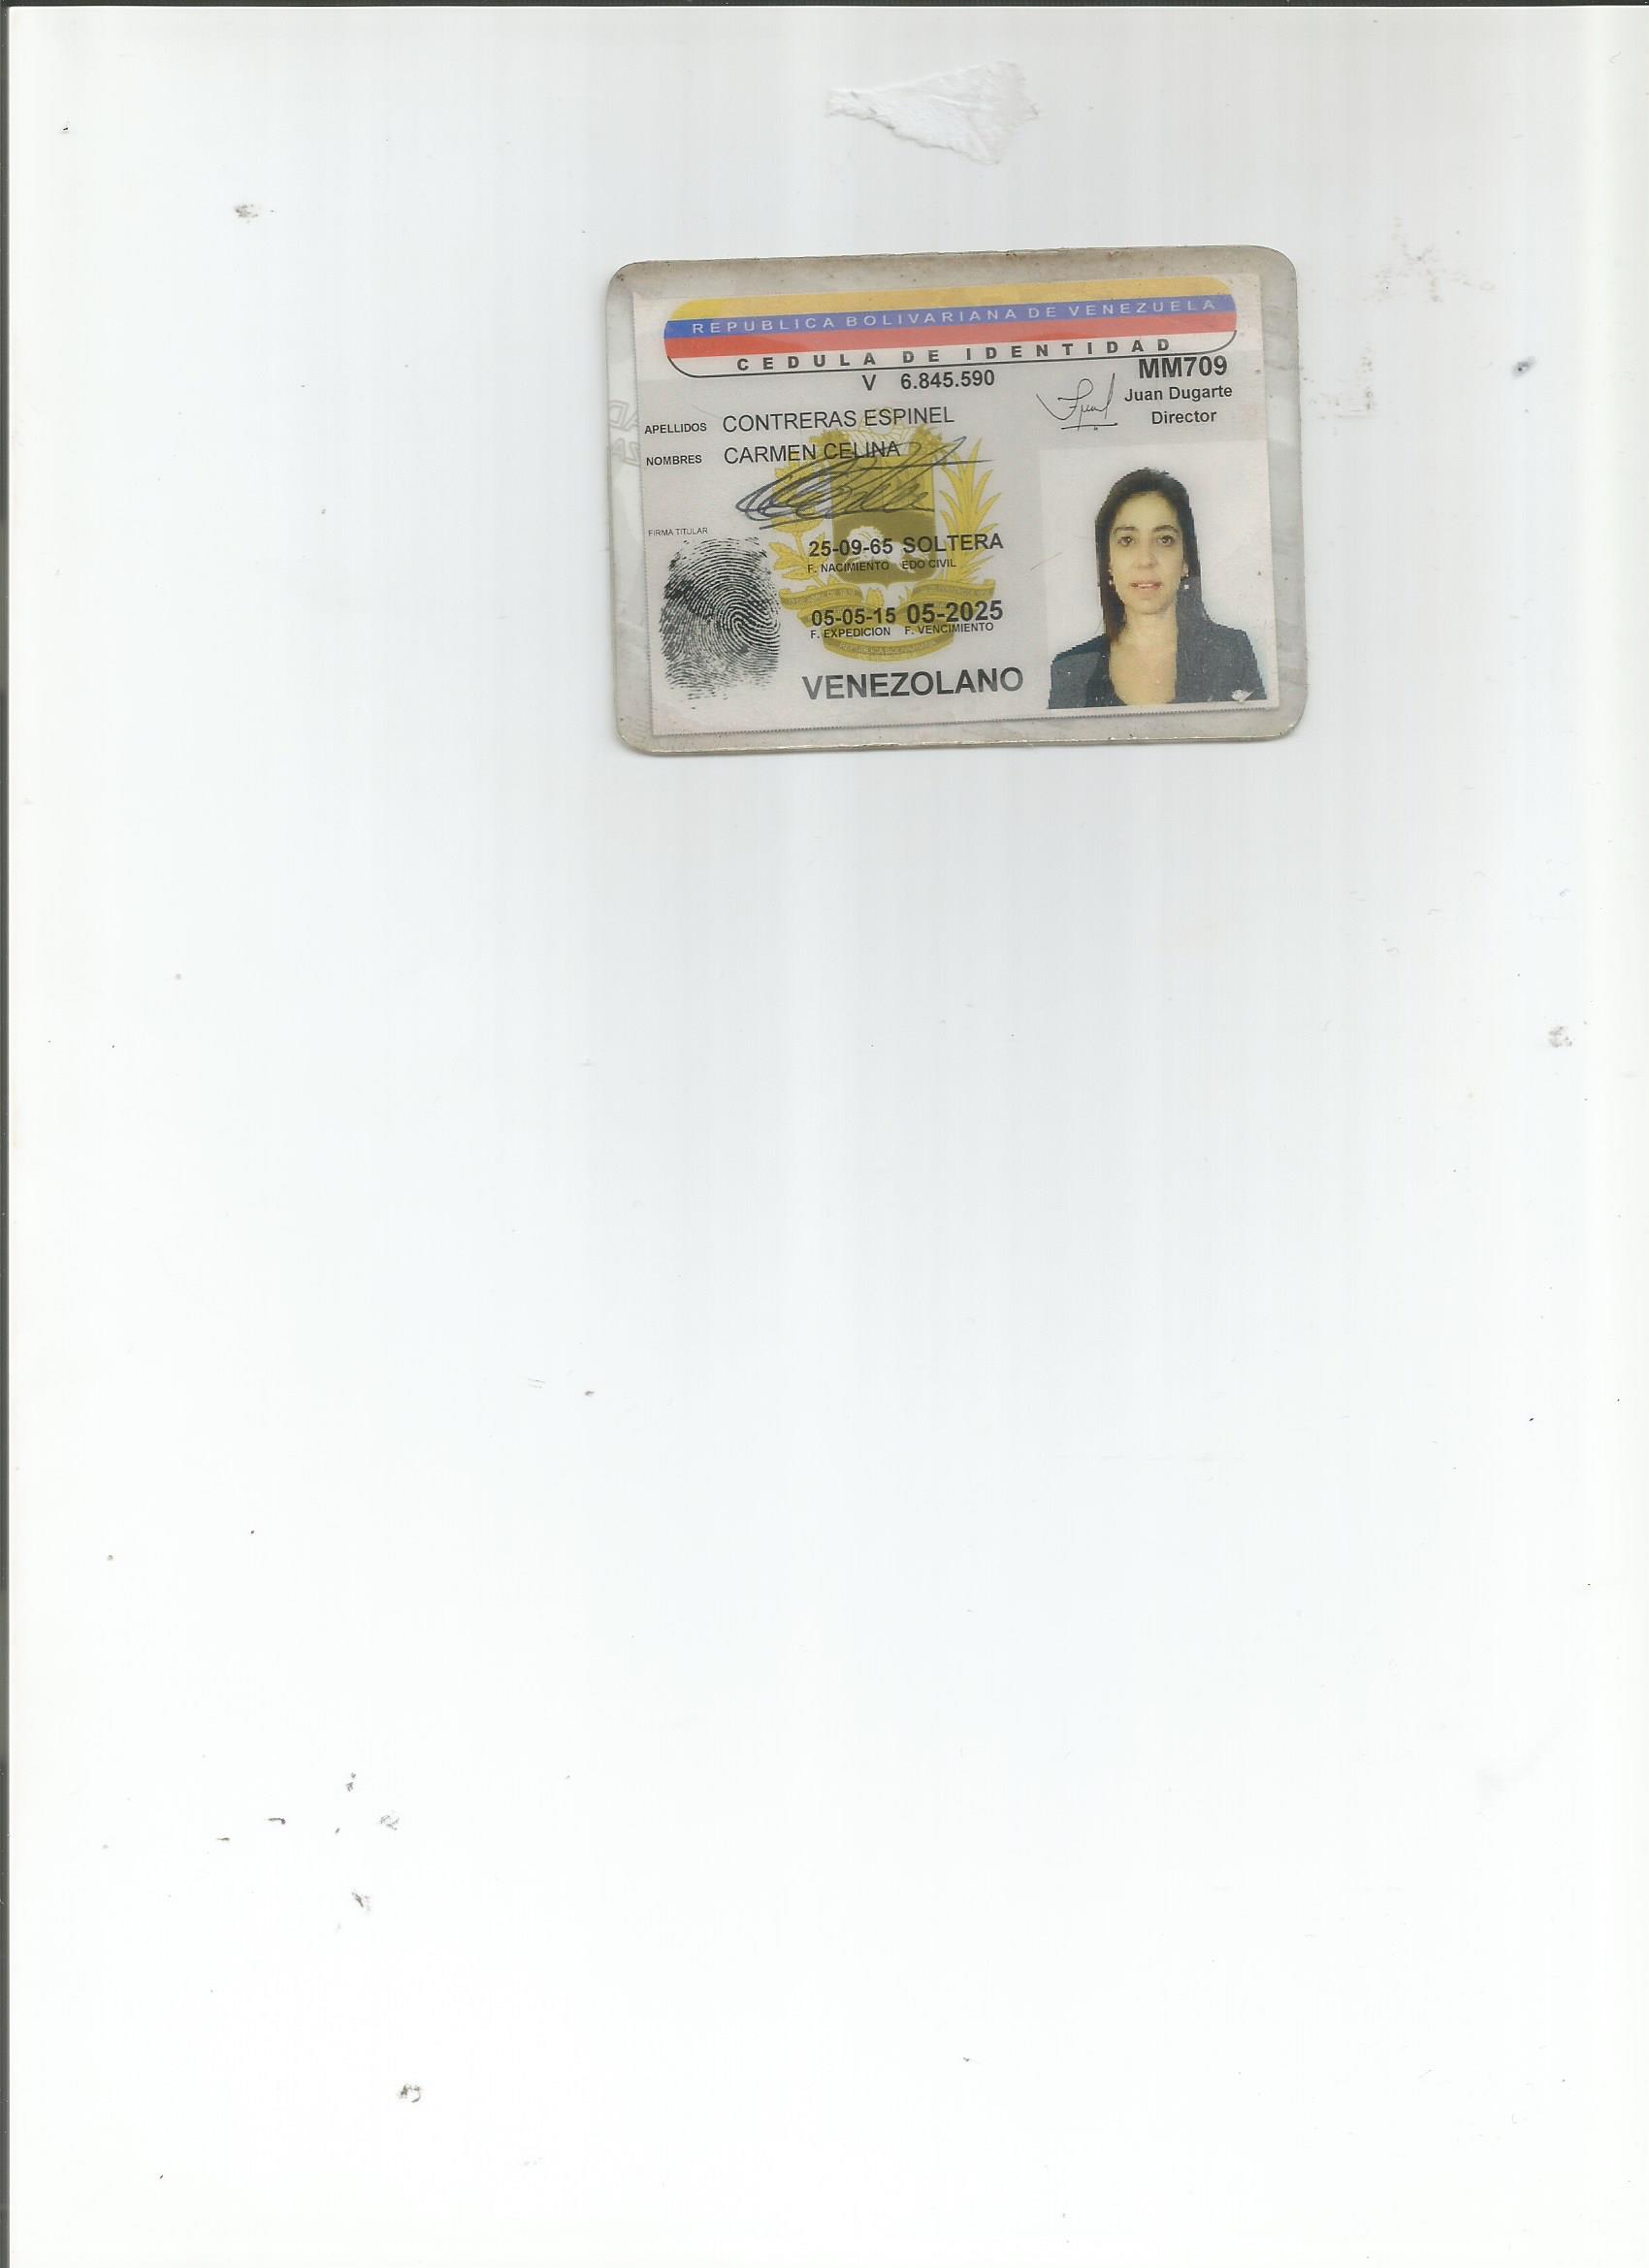 REPUBLICA BOLIVARIANA DE VENEZUELA
CEDULA DE IDENTIDAD
V 6.845.590
MM709
Juan Dugarte
Director
APELLIDOS CONTRERAS ESPINEL
NOMBRES CARMEN CELINA
FIRMA TITULAR
25-09-65 SOLTERA
F. NACIMIENTO EDO CIVIL
05-05-15 05-2025
F. EXPEDICION F. VENCIMIENTO
VENEZOLANO